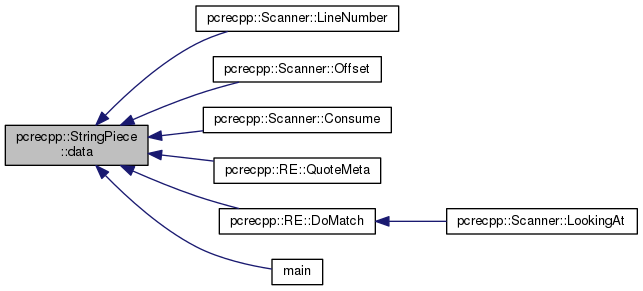 pcrecpp::Scanner::LineNumber
pcrecpp::Scanner::Offset
pcrecpp::Scanner::Consume
pcrecpp::StringPiece
::data
pcrecpp::RE::QuoteMeta
pcrecpp::RE::DoMatch
pcrecpp::Scanner::LookingAt
main